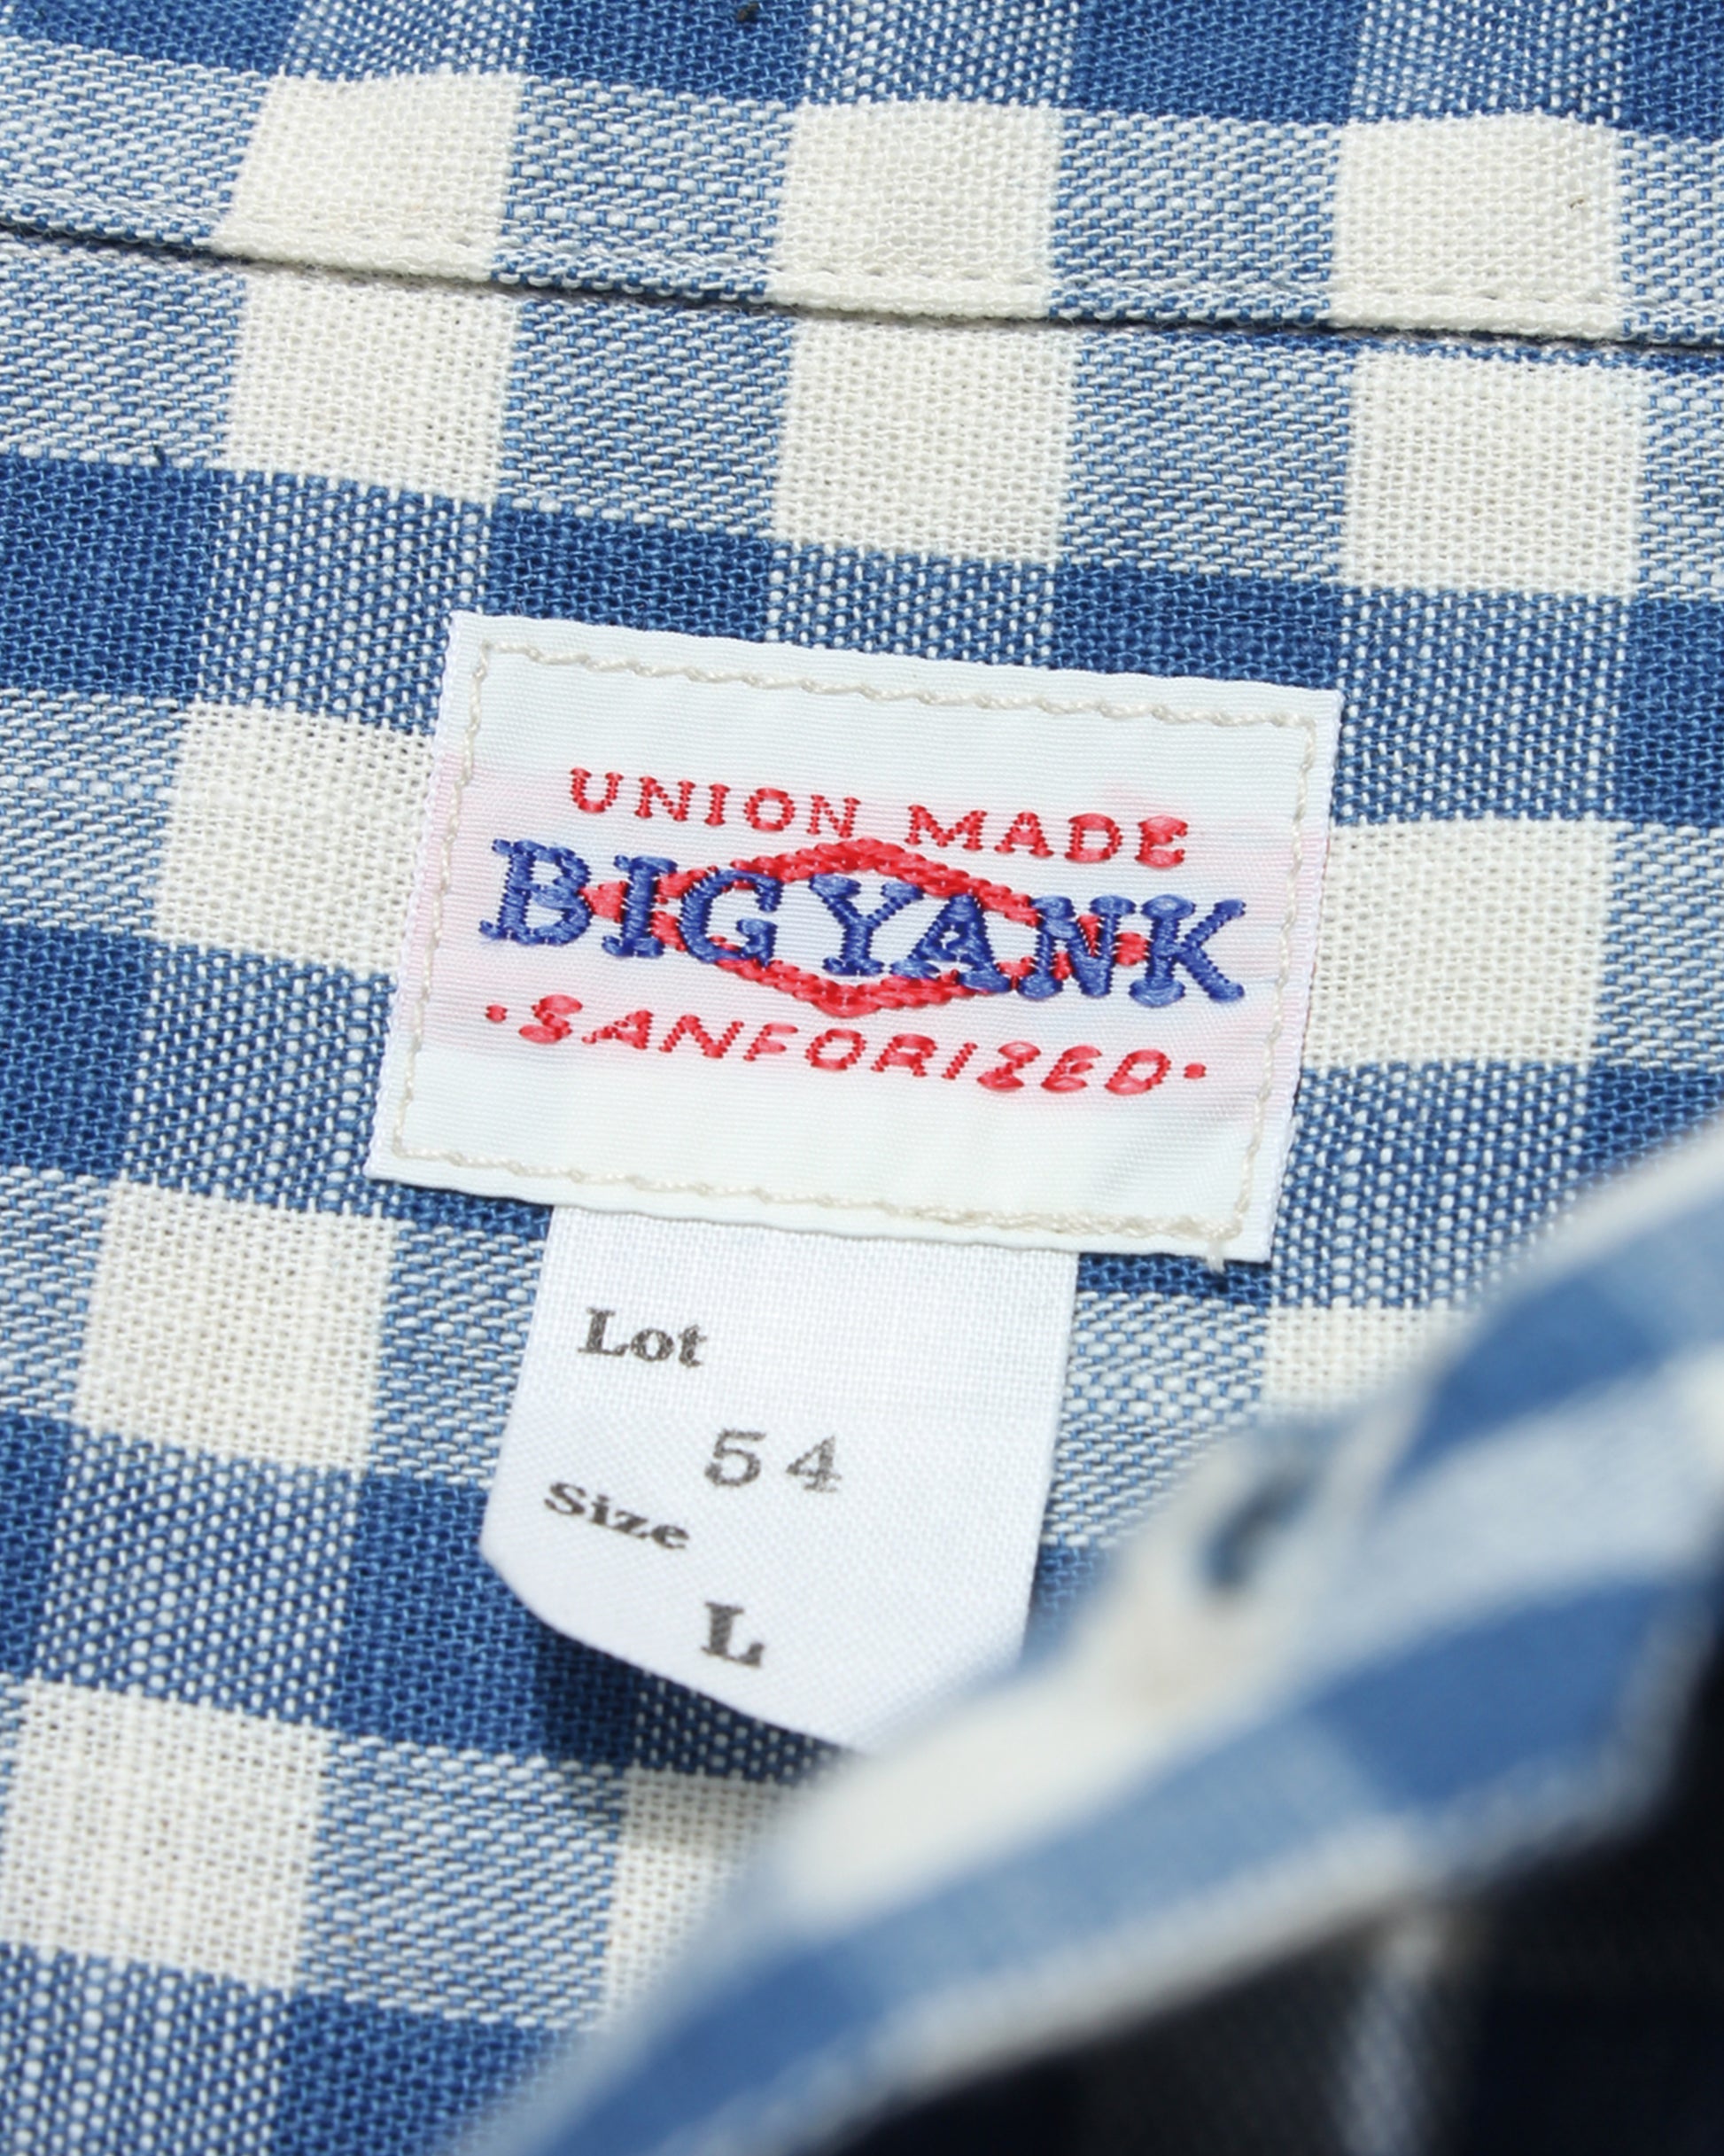 UNION MADE
BIG YANK
·SANFORIZED·
Lot
54
Size
L